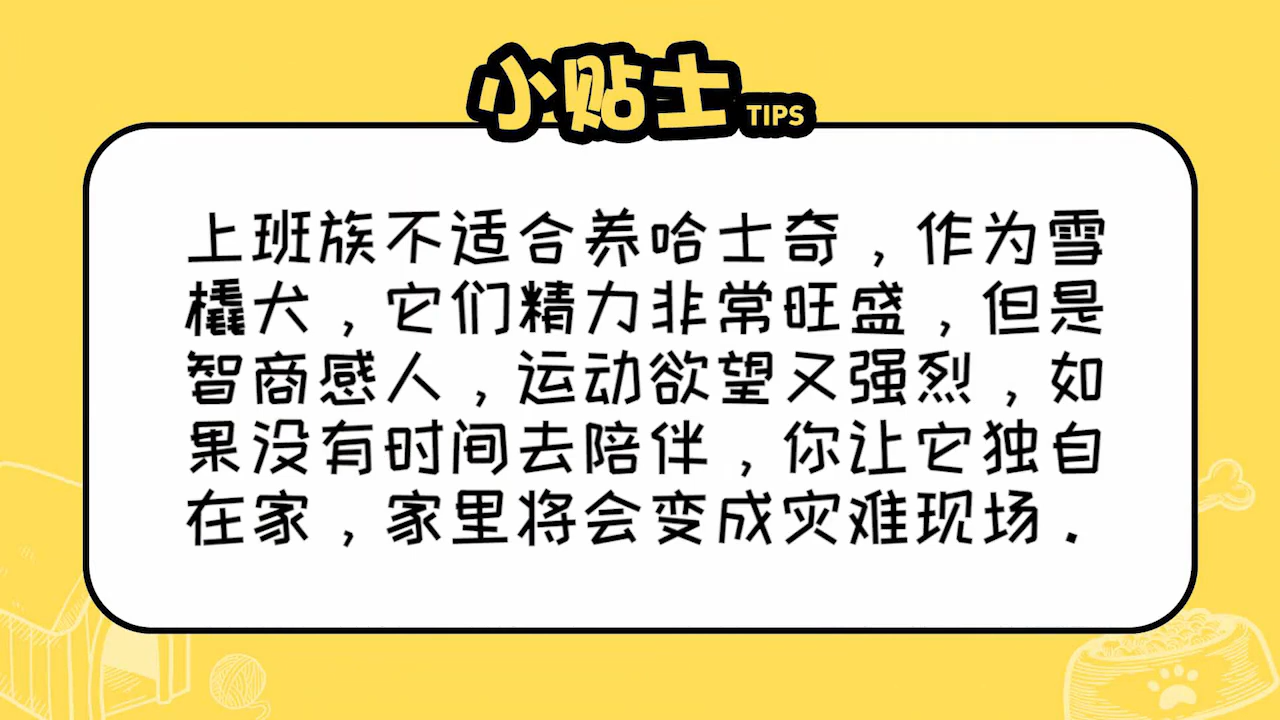 小贴士 TIPS
上班族不适合养哈士奇，作为雪
橇犬，它们精力非常旺盛，但是
智商感人，运动欲望又强烈，如
果没有时间去陪伴，你让它独自
在家，家里将会变成灾难现场．